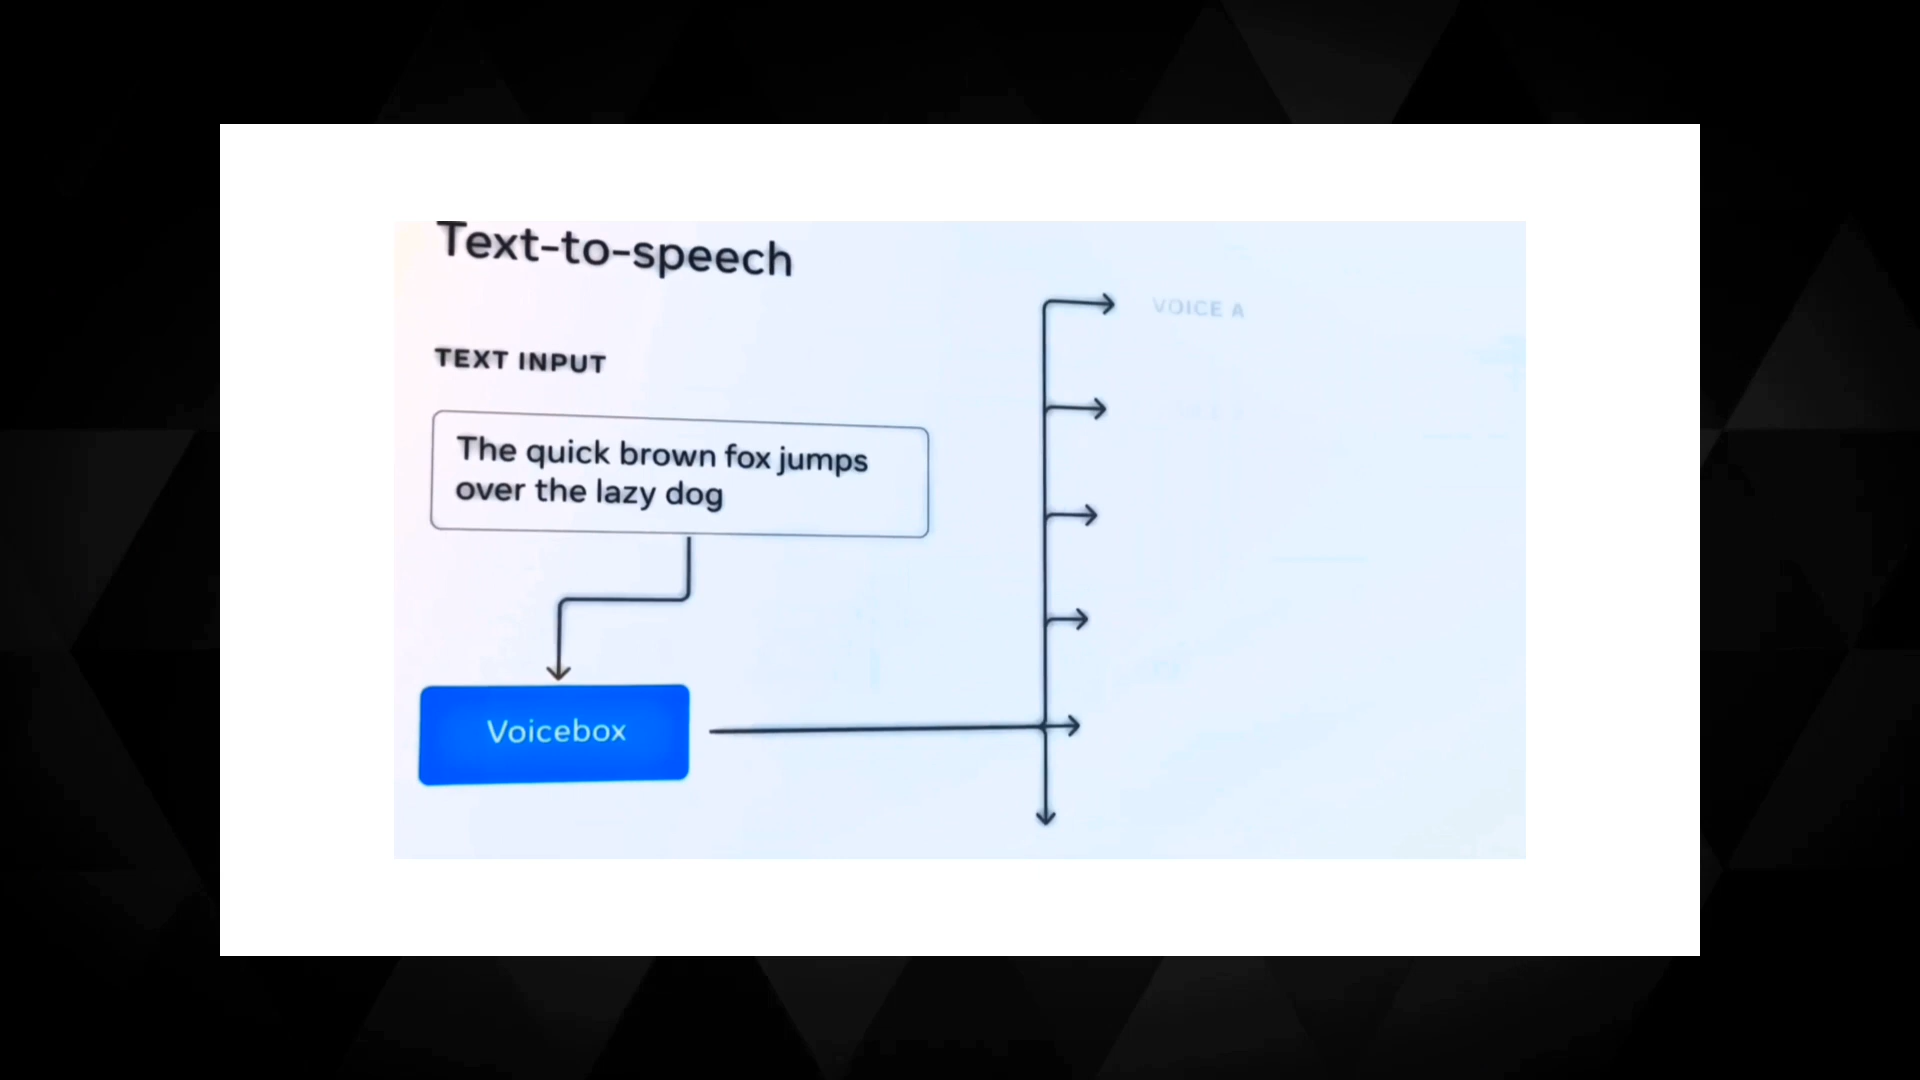 Text-to-speech
VOICE A
TEXT INPUT
The quick brown fox jumps
over the lazy dog
Voicebox